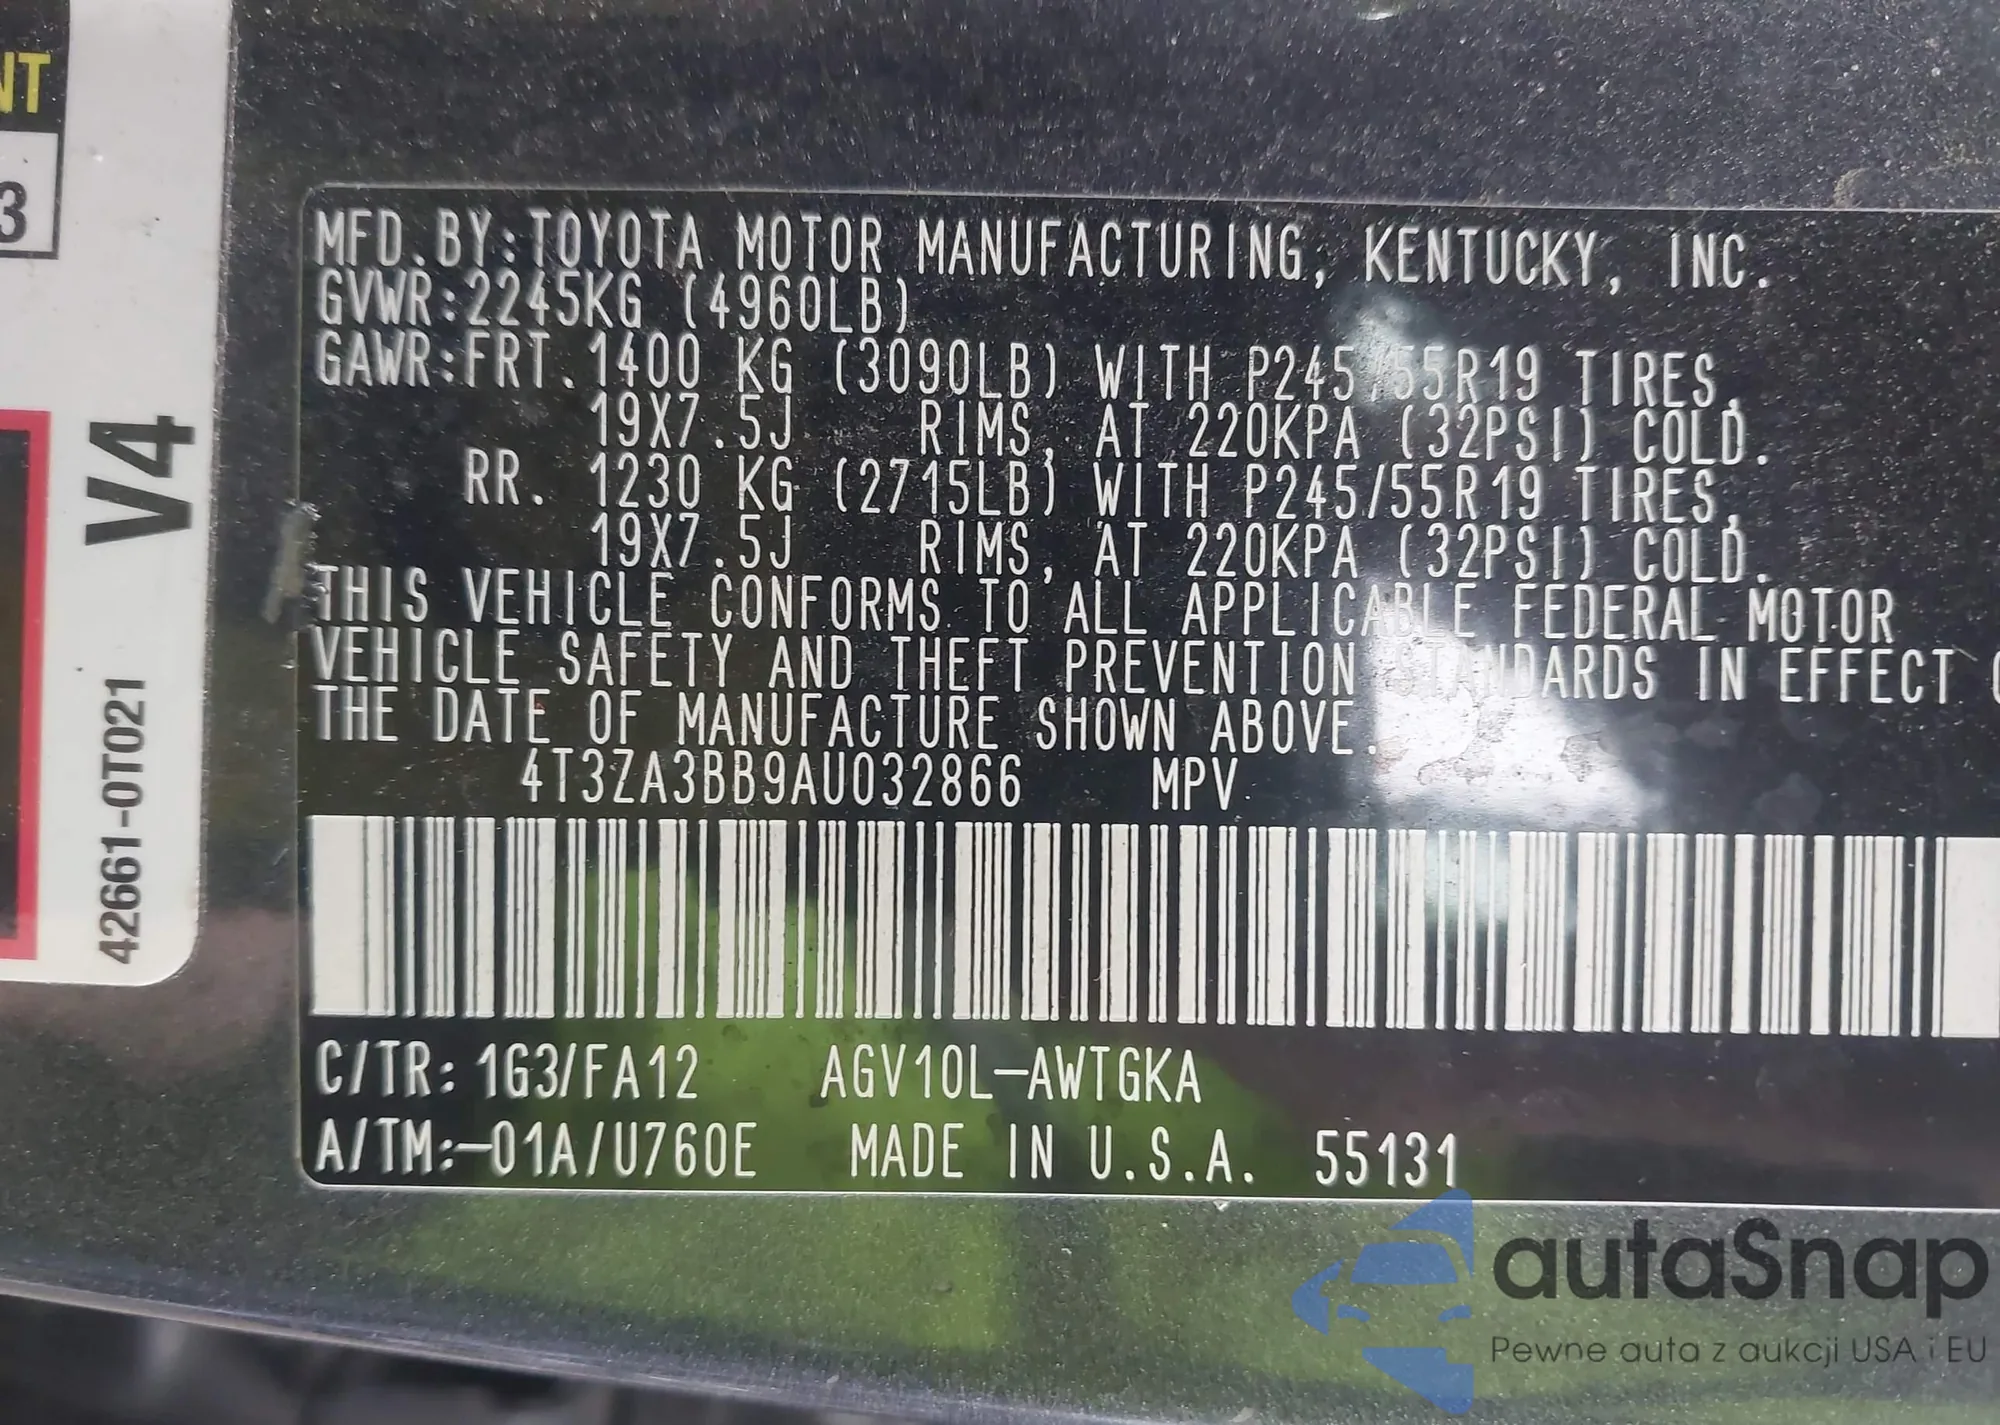 NT
3
V4
42661-0T021
MFD.BY:TOYOTA MOTOR MANUFACTURING, KENTUCKY, INC.
GVWR:2245KG (4960LB)
GAWR:FRT. 1400 KG (3090LB) WITH P245/55R19 TIRES,
19X7.5J RIMS, AT 220KPA (32PSI) COLD.
RR. 1230 KG (2715LB) WITH P245/55R19 TIRES,
19X7.5J RIMS, AT 220KPA (32PSI) COLD.
THIS VEHICLE CONFORMS TO ALL APPLICABLE FEDERAL MOTOR
VEHICLE SAFETY AND THEFT PREVENTION STANDARDS IN EFFECT
THE DATE OF MANUFACTURE SHOWN ABOVE.
4T3ZA3BB9AU032866 MPV
C/TR: 1G3/FA12 AGV10L-AWTGKA
A/TM:-01A/U760E MADE IN U.S.A. 55131
autaSnap
Pewne auta z aukcji USA i EU